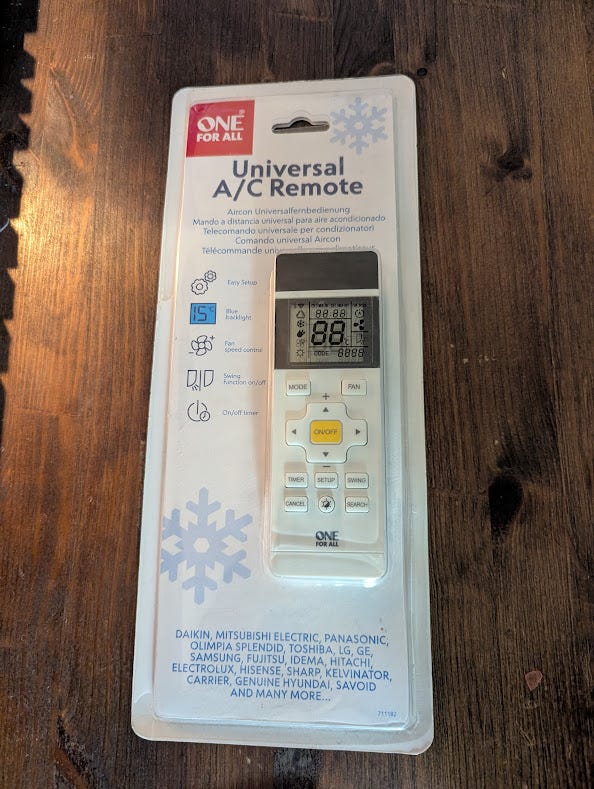 ONE
FOR ALL
Universal
A/C Remote
Aircon Universalfernbedienung
Mando a distancia universal para aire acondicionado
Telecomando universale per condizionatori
Comando universal Aircon
Télécommande
Easy Setup
15°c
Blue
backlight
Fan
speed control
Swing
function on/off
On/off timer
88:88
88°c
CODE 8888
MODE
FAN
+
ON/OFF
−
TIMER
SETUP
SWING
CANCEL
SEARCH
ONE
FOR ALL
DAIKIN, MITSUBISHI ELECTRIC, PANASONIC,
OLIMPIA SPLENDID, TOSHIBA, LG, GE,
SAMSUNG, FUJITSU, IDEMA, HITACHI,
ELECTROLUX, HISENSE, SHARP, KELVINATOR,
CARRIER, GENUINE HYUNDAI, SAVOID
AND MANY MORE...
711182